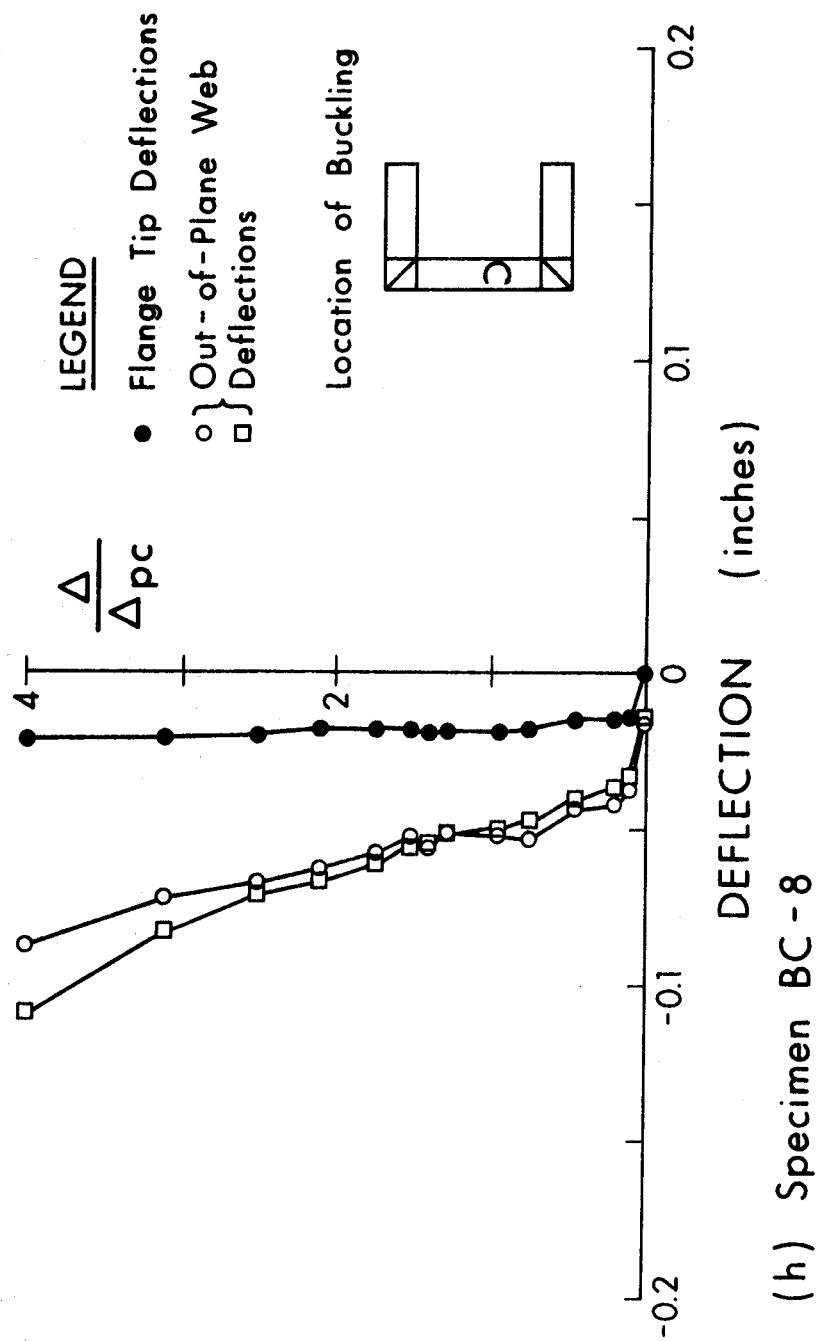 LEGEND
● Flange Tip Deflections
○ } Out-of-Plane Web
□ } Deflections
Location of Buckling
C
Δ
Δpc
4
2
-0.2
-0.1
0
0.1
0.2
DEFLECTION (inches)
(h) Specimen BC-8